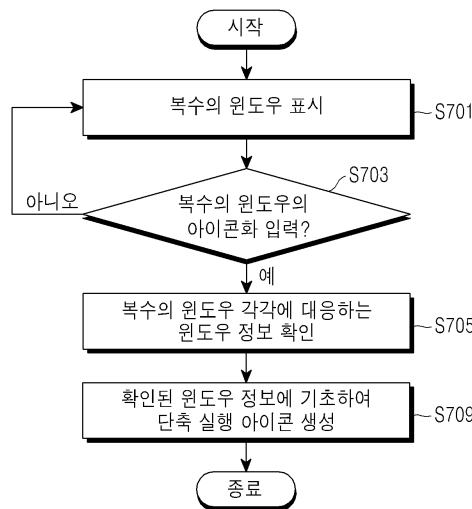 시작
복수의 윈도우 표시
S701
S703
아니오
복수의 윈도우의
아이콘화 입력?
예
복수의 윈도우 각각에 대응하는
윈도우 정보 확인
S705
확인된 윈도우 정보에 기초하여
단축 실행 아이콘 생성
S709
종료